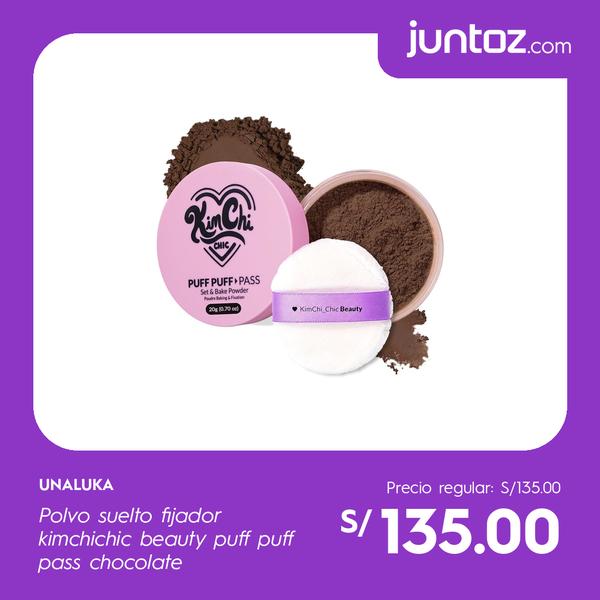 juntoz.com
KimChi
CHIC
PUFF PUFF PASS
Set & Bake Powder
Poudre Baking & Fixation
20g (0.70 oz)
♥ KimChi_Chic Beauty
UNALUKA
Polvo suelto fijador
kimchichic beauty puff puff
pass chocolate
Precio regular: S/135.00
S/ 135.00